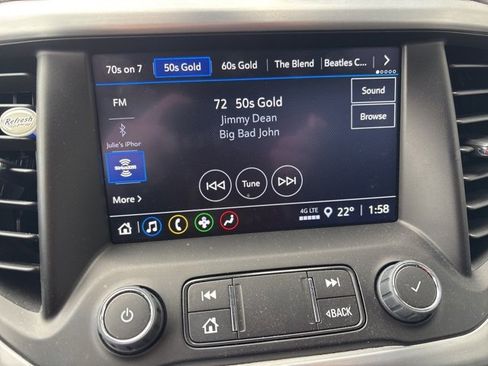 70s on 7 50s Gold 60s Gold The Blend Beatles C...
FM
72 50s Gold
Sound
Jimmy Dean
Browse
Big Bad John
Julie's iPhor
SiriusXM
Tune
More >
4G LTE
22° 1:58
BACK
Refresh